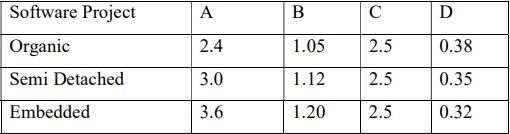 Software Project A B C D
Organic 2.4 1.05 2.5 0.38
Semi Detached 3.0 1.12 2.5 0.35
Embedded 3.6 1.20 2.5 0.32